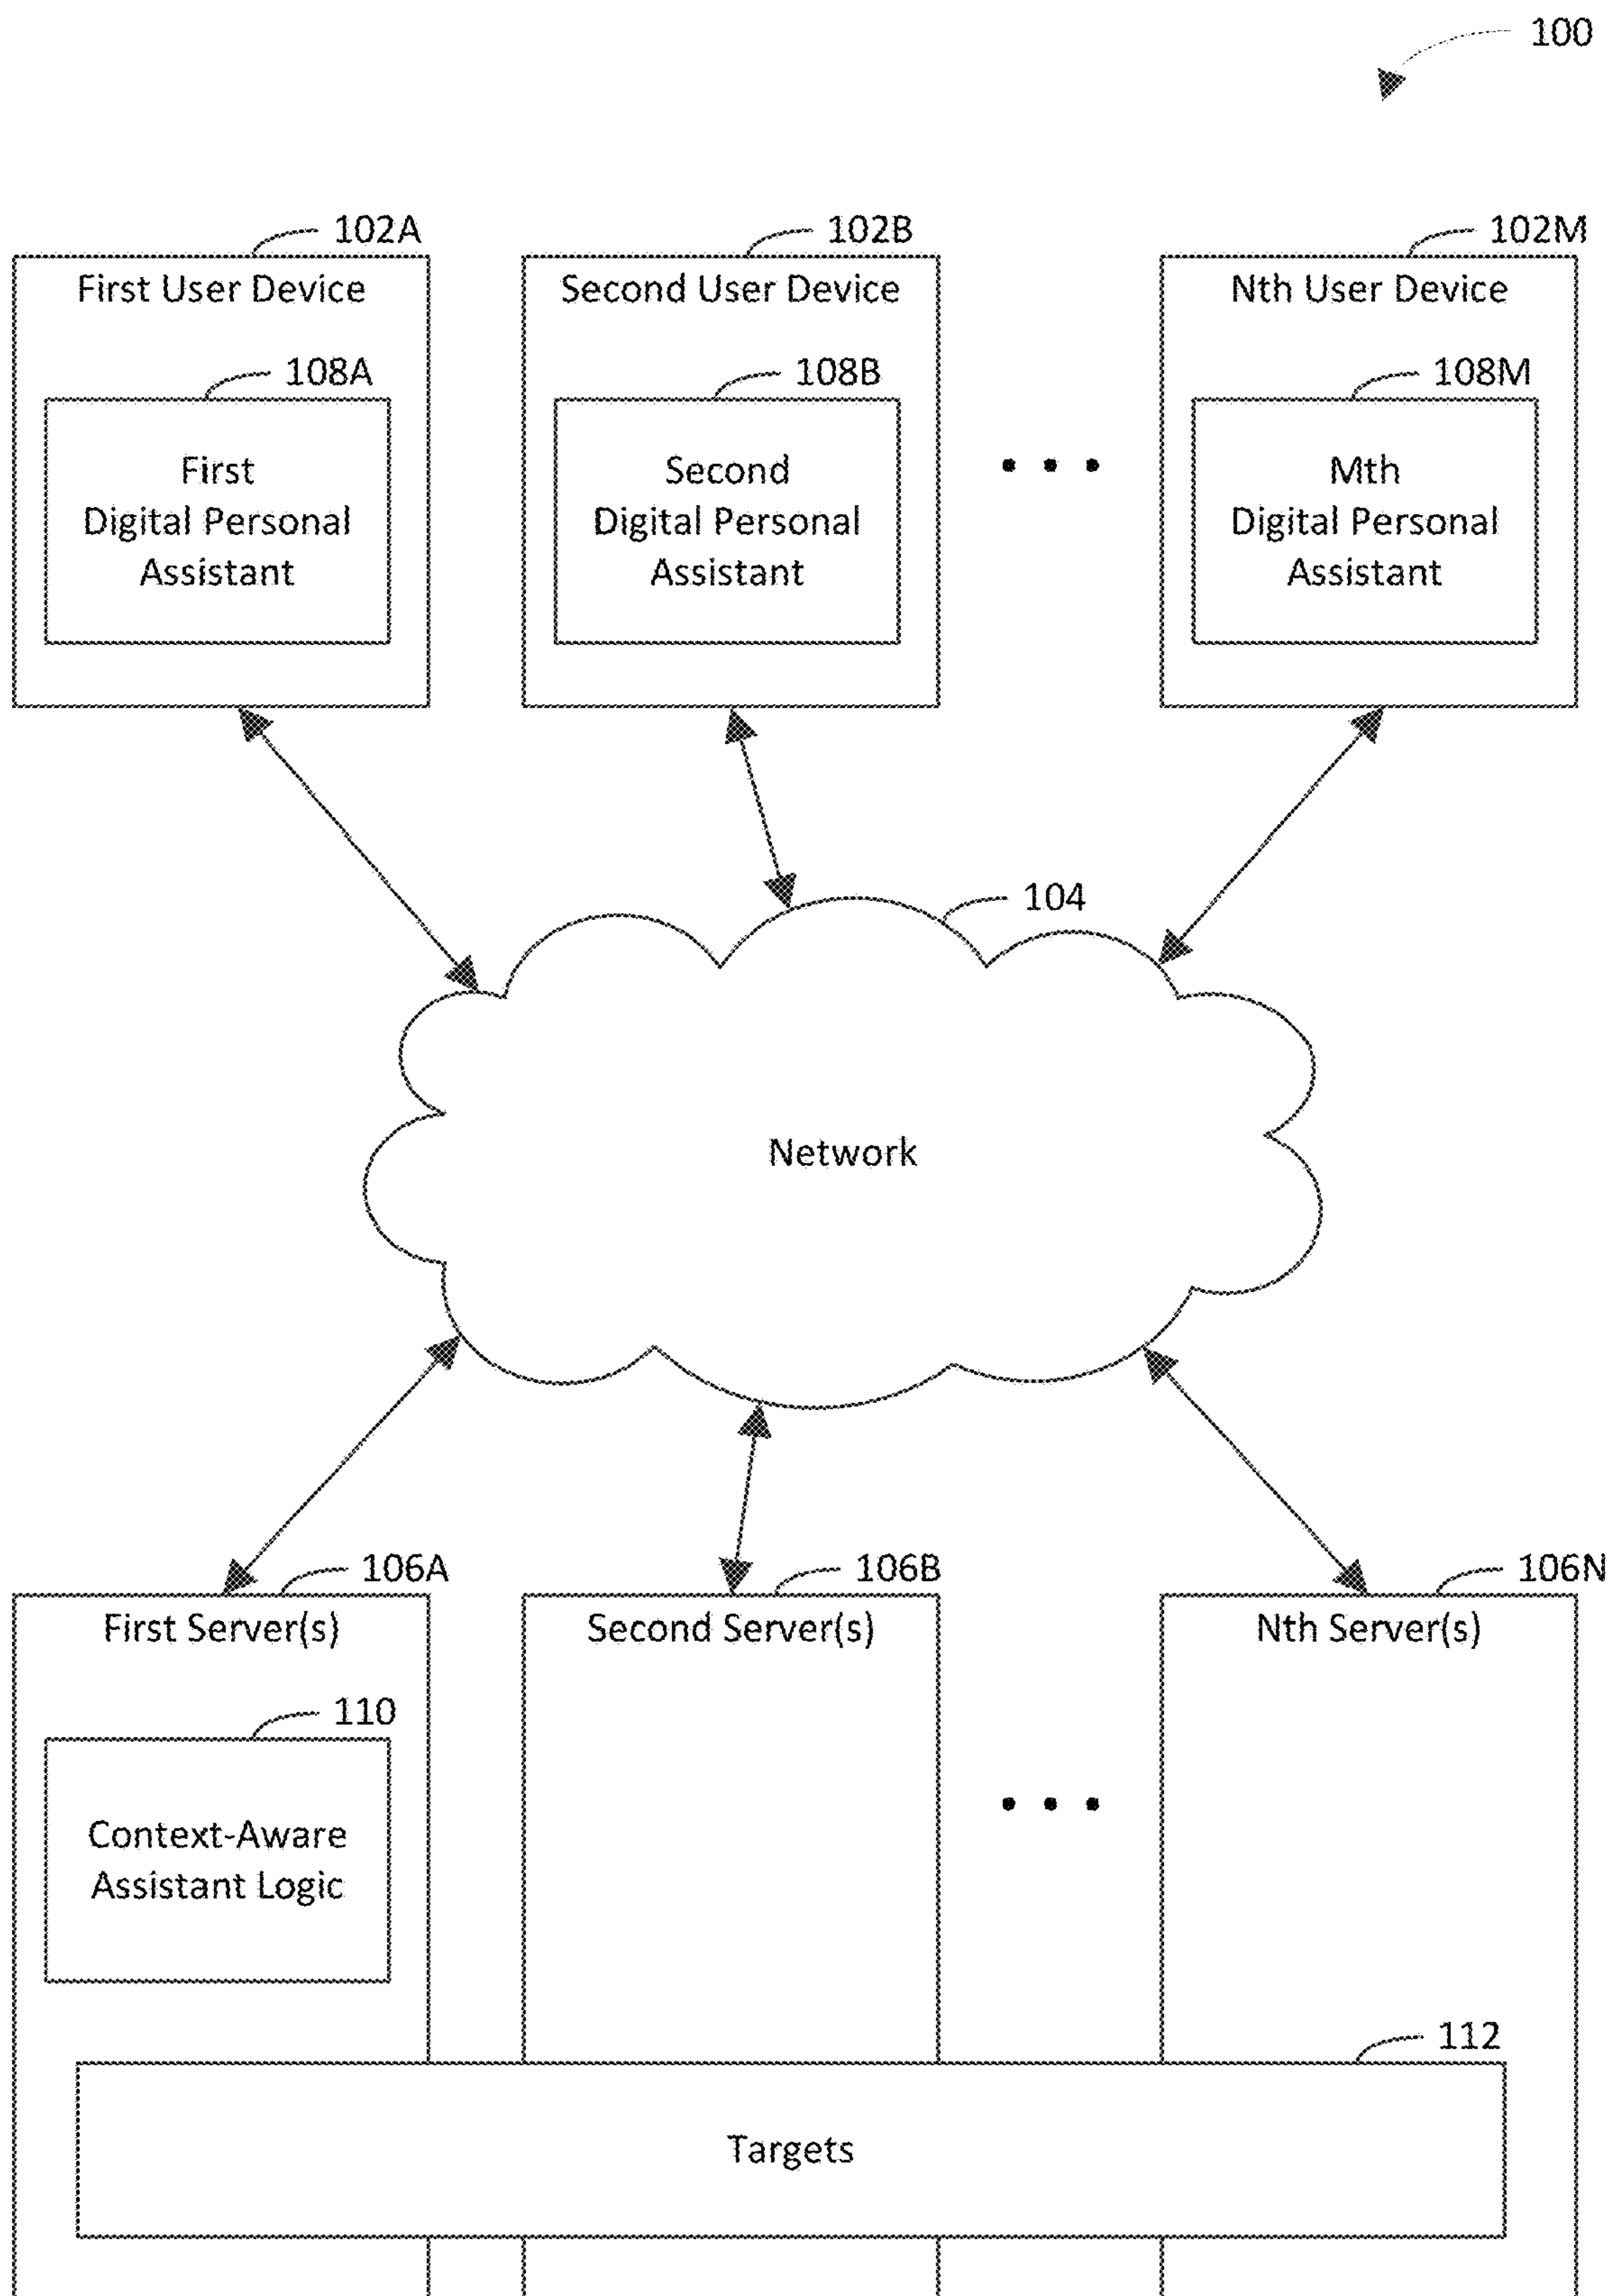 100
102A
102B
102M
First User Device
Second User Device
Nth User Device
108A
108B
108M
First
Digital Personal
Assistant
Second
Digital Personal
Assistant
Mth
Digital Personal
Assistant
104
Network
106A
106B
106N
First Server(s)
Second Server(s)
Nth Server(s)
110
Context-Aware
Assistant Logic
112
Targets